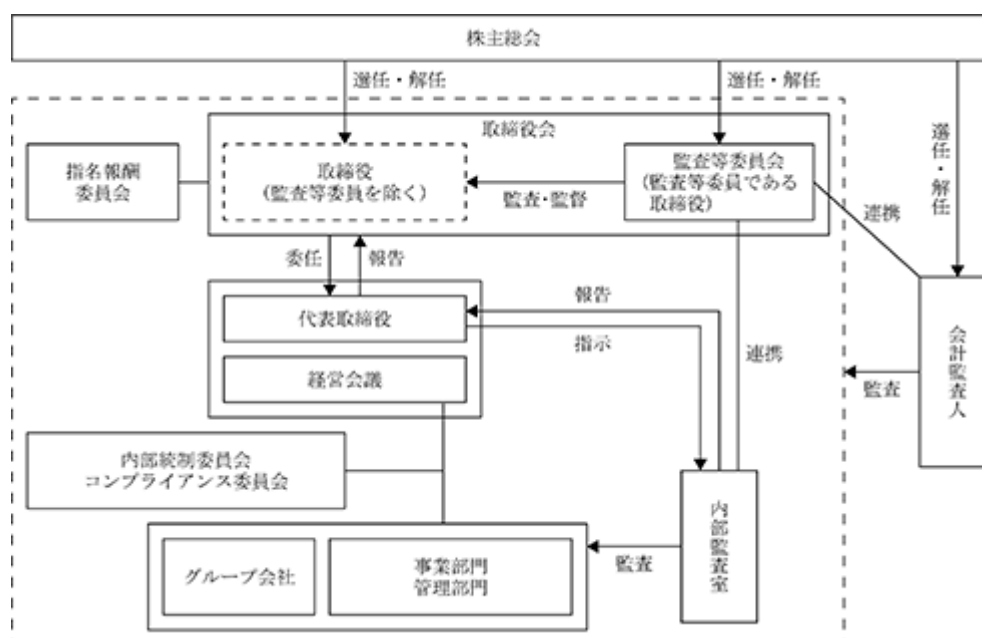 株主総会
選任・解任
選任・解任
選任・解任
取締役会
指名報酬
委員会
取締役
(監査等委員を除く)
監査・監督
監査等委員会
(監査等委員である
取締役)
連携
委任
報告
代表取締役
経営会議
報告
指示
連携
会計監査人
監査
内部統制委員会
コンプライアンス委員会
内部監査室
監査
グループ会社
事業部門
管理部門